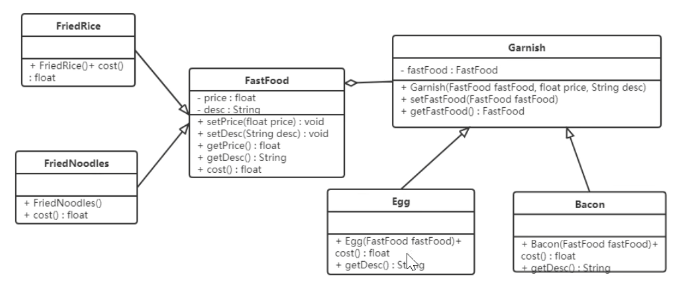 FriedRice
+ FriedRice()+ cost()
: float
FastFood
- price : float
- desc : String
+ setPrice(float price) : void
+ setDesc(String desc) : void
+ getPrice() : float
+ getDesc() : String
+ cost() : float
Garnish
- fastFood : FastFood
+ Garnish(FastFood fastFood, float price, String desc)
+ setFastFood(FastFood fastFood)
+ getFastFood() : FastFood
FriedNoodles
+ FriedNoodles()
+ cost() : float
Egg
+ Egg(FastFood fastFood)+
cost() : float
+ getDesc() : String
Bacon
+ Bacon(FastFood fastFood)+
cost() : float
+ getDesc() : String